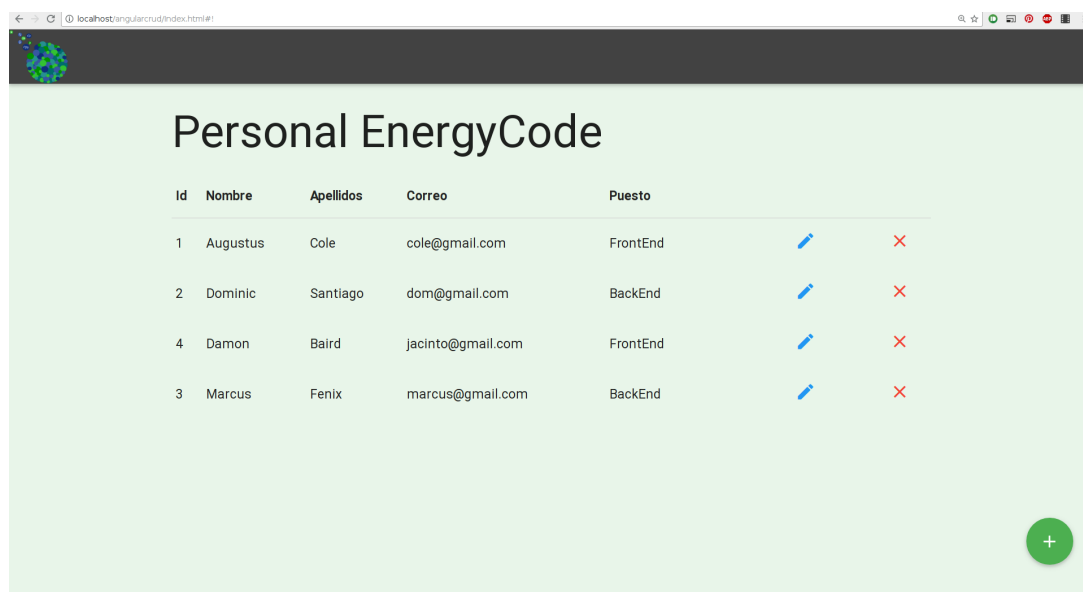 localhost/angularcrud/Index.html#!
Personal EnergyCode
Id Nombre Apellidos Correo Puesto
1 Augustus Cole cole@gmail.com FrontEnd
2 Dominic Santiago dom@gmail.com BackEnd
4 Damon Baird jacinto@gmail.com FrontEnd
3 Marcus Fenix marcus@gmail.com BackEnd